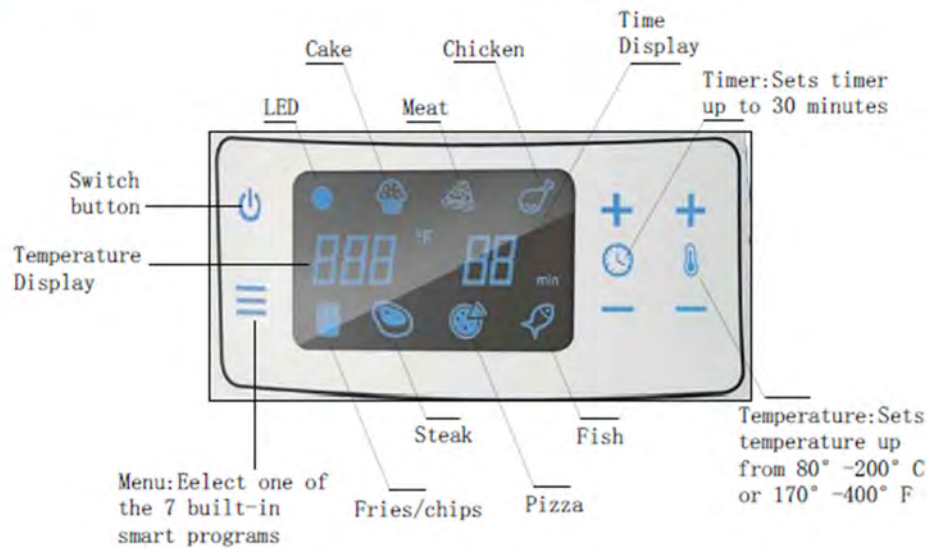 Time
Display
Cake
Chicken
Timer:Sets timer
up to 30 minutes
LED
Meat
Switch
button
°F
888
88
min
Temperature
Display
Steak
Fish
Temperature:Sets
temperature up
from 80° -200° C
or 170° -400° F
Menu:Eelect one of
the 7 built-in
smart programs
Fries/chips
Pizza